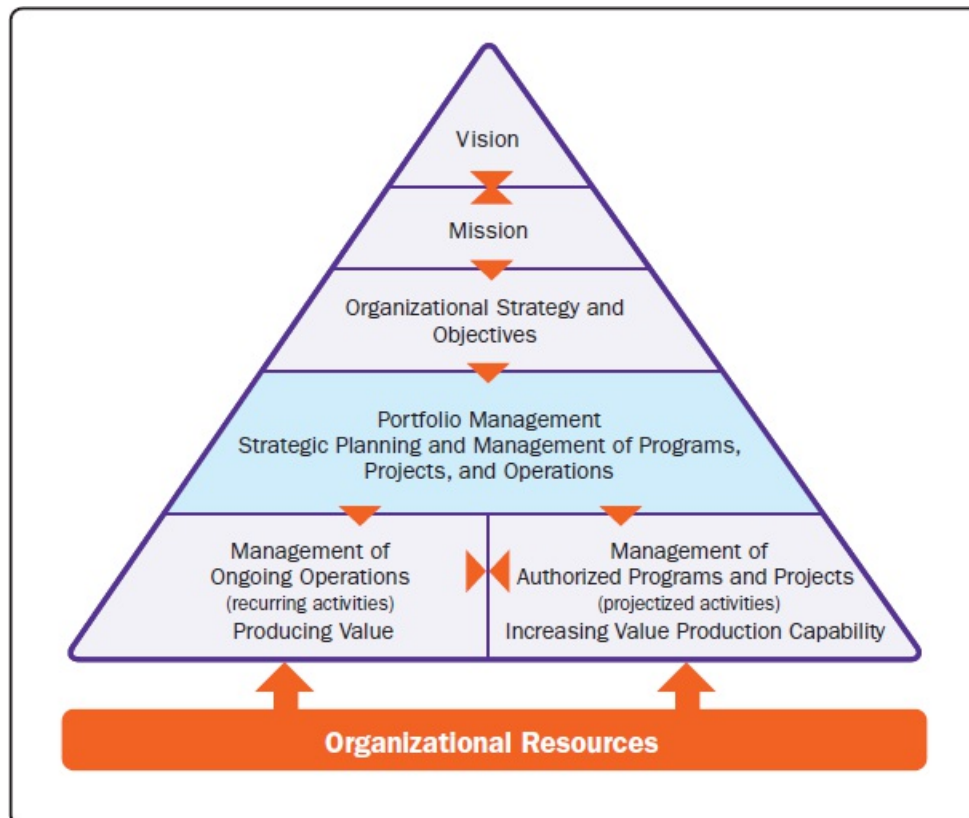 Vision
Mission
Organizational Strategy and
Objectives
Portfolio Management
Strategic Planning and Management of Programs,
Projects, and Operations
Management of
Ongoing Operations
(recurring activities)
Producing Value
Management of
Authorized Programs and Projects
(projectized activities)
Increasing Value Production Capability
Organizational Resources